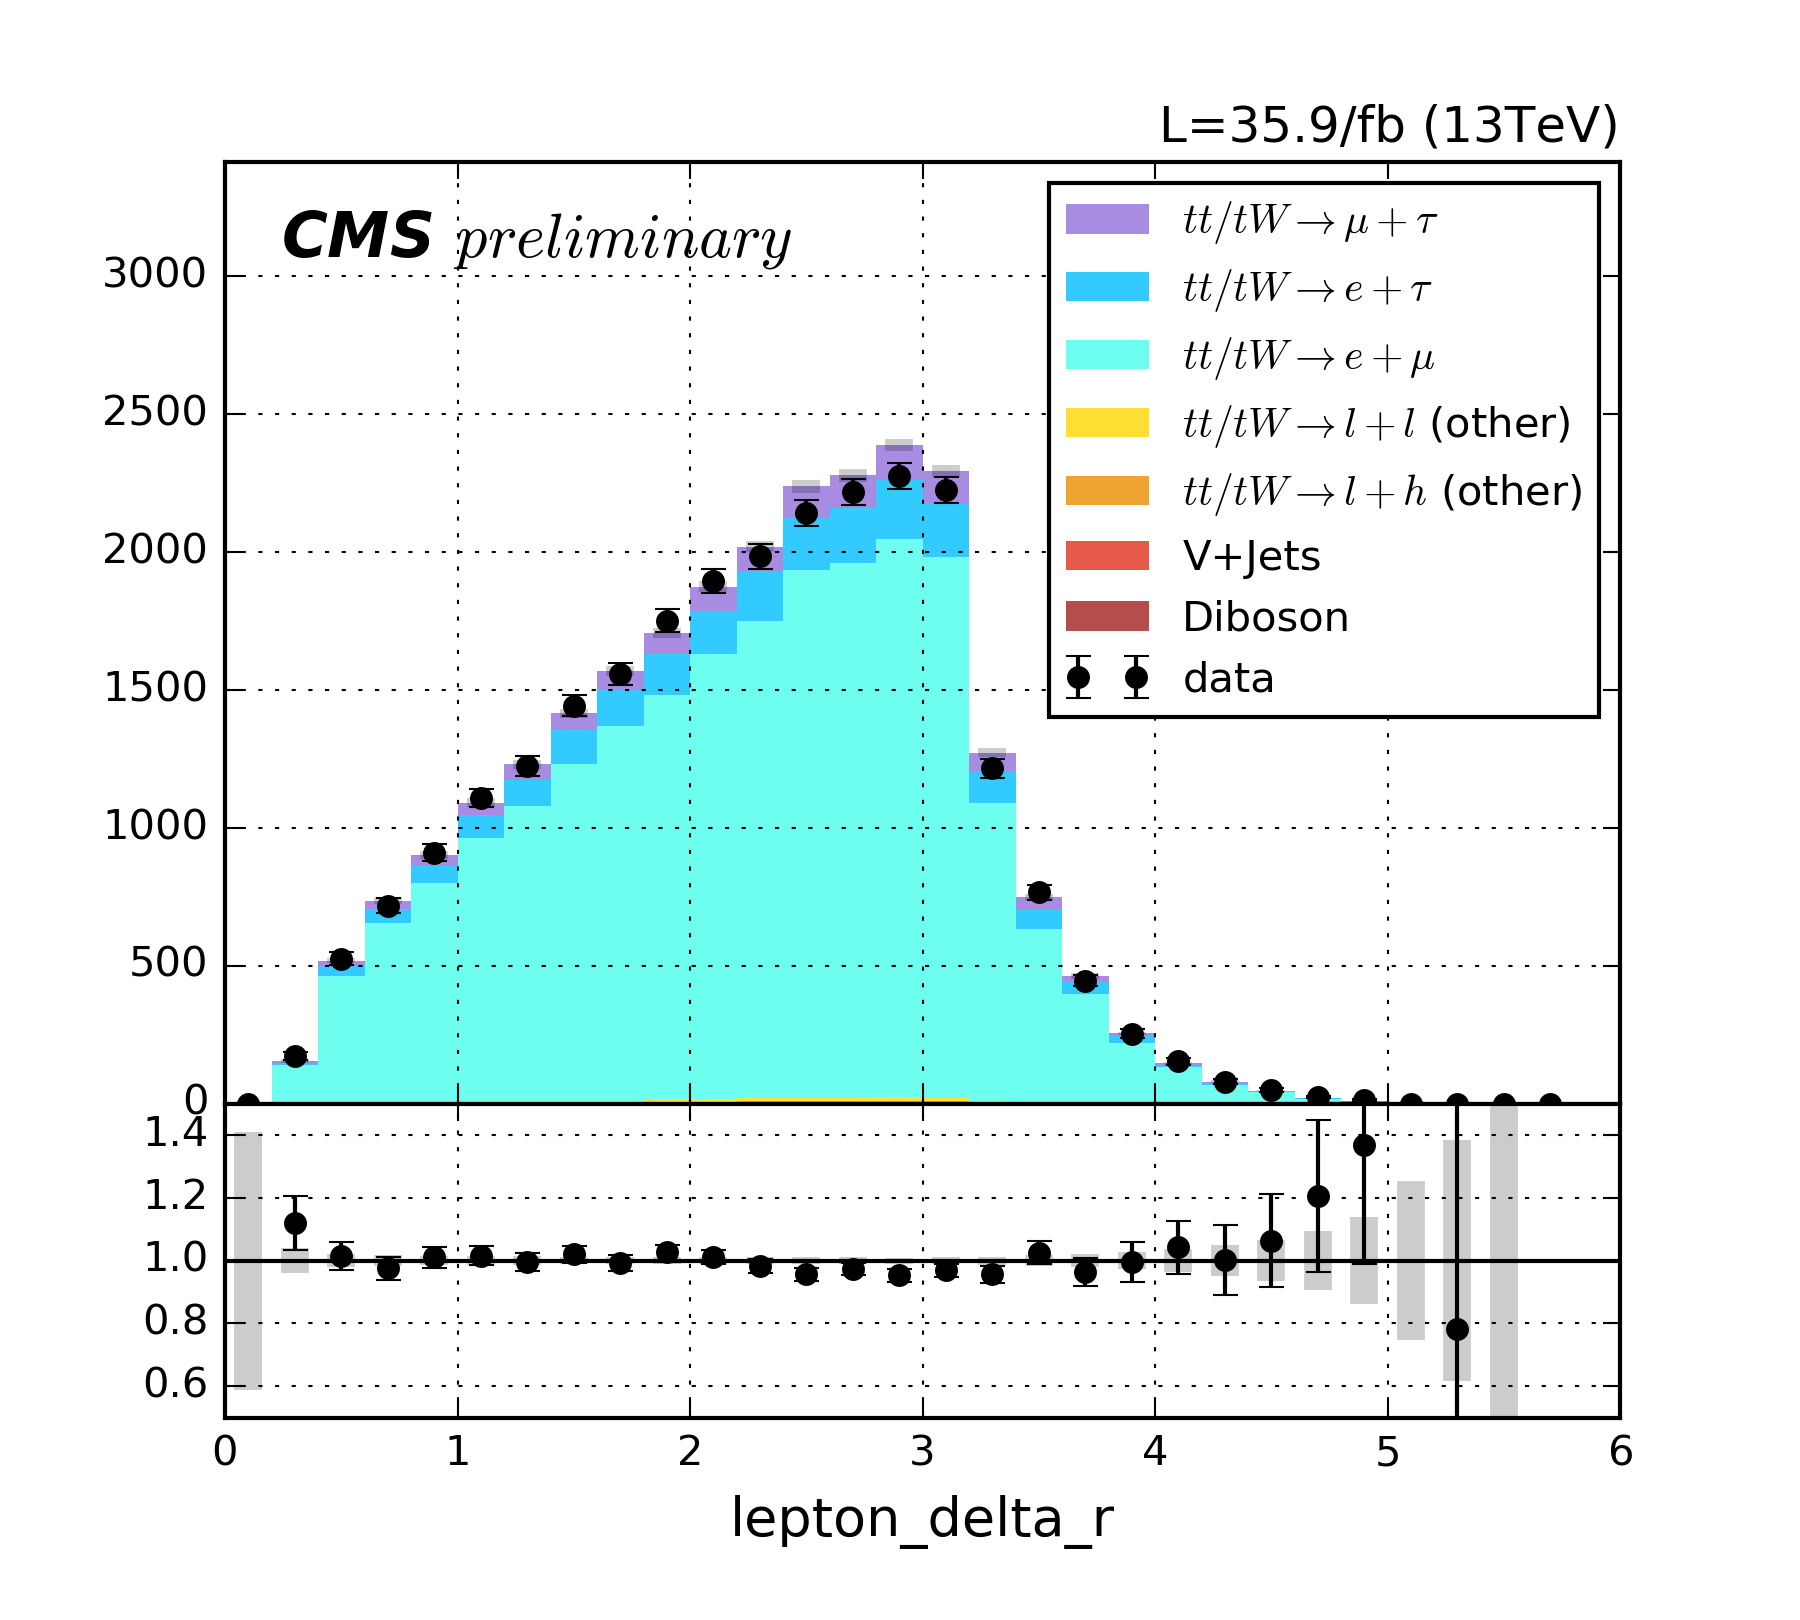 L=35.9/fb (13TeV)
CMS preliminary
tt/tW→μ+τ
tt/tW→e+τ
tt/tW→e+μ
tt/tW→l+l (other)
tt/tW→l+h (other)
V+Jets
Diboson
data
3000
2500
2000
1500
1000
500
0
1.4
1.2
1.0
0.8
0.6
0 1 2 3 4 5 6
lepton_delta_r